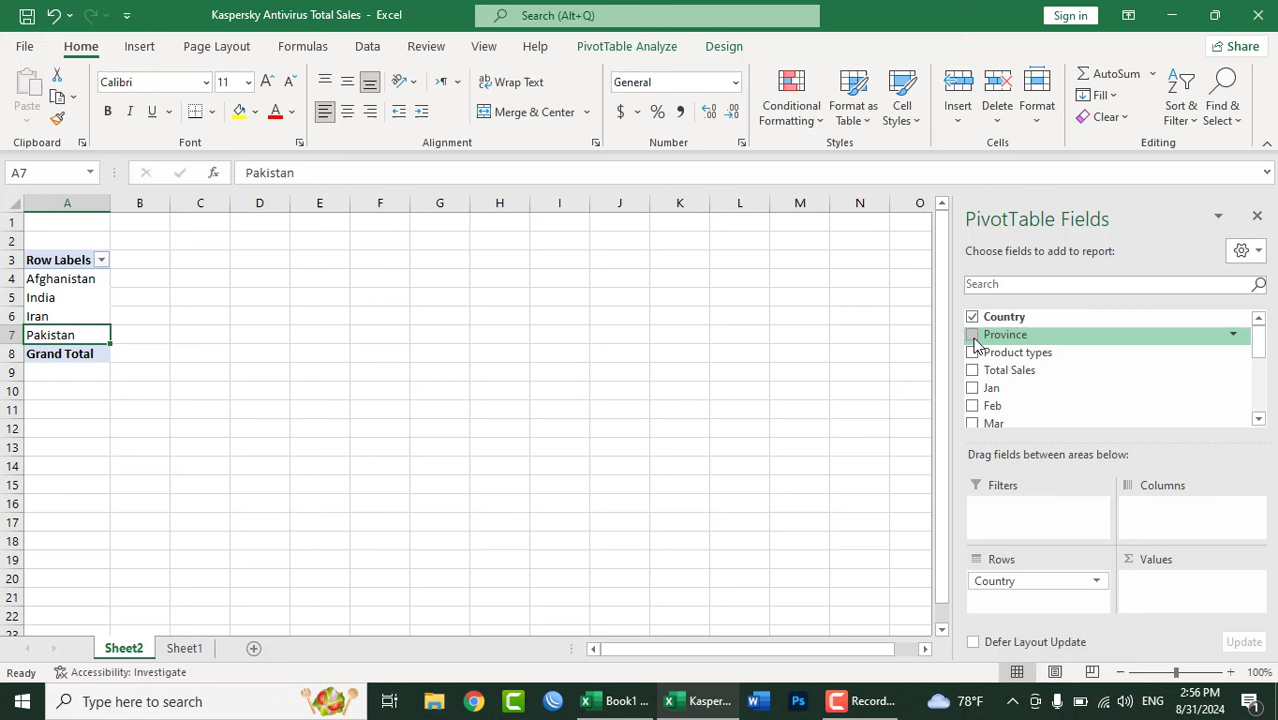 Kaspersky Antivirus Total Sales - Excel
Search (Alt+Q)
Sign in
File Home Insert Page Layout Formulas Data Review View Help PivotTable Analyze Design
Share
Paste
Calibri 11
Wrap Text
General
Conditional Formatting
Format as Table
Cell Styles
Insert Delete Format
AutoSum
B I U
Merge & Center
$ %
Fill
Clear
Sort & Filter
Find & Select
Clipboard Font Alignment Number Styles Cells Editing
A7
Pakistan
A B C D E F G H I J K L M N O
1
2
3 Row Labels
4 Afghanistan
5 India
6 Iran
7 Pakistan
8 Grand Total
9
10
11
12
13
14
15
16
17
18
19
20
21
22
23
PivotTable Fields
Choose fields to add to report:
Search
Country
Province
Product types
Total Sales
Jan
Feb
Mar
Drag fields between areas below:
Filters
Columns
Rows
Values
Country
Defer Layout Update
Update
Sheet2 Sheet1
Ready
Accessibility: Investigate
100%
Type here to search
Book1 ...
Kasper...
Record...
78°F
ENG
2:56 PM
8/31/2024
1